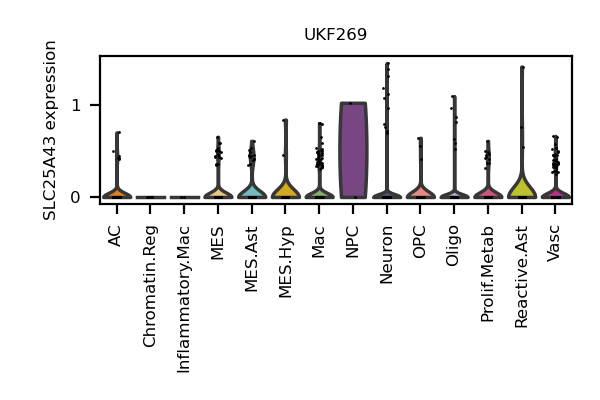 UKF269
SLC25A43 expression
1
0
AC
Chromatin.Reg
Inflammatory.Mac
MES
MES.Ast
MES.Hyp
Mac
NPC
Neuron
OPC
Oligo
Prolif.Metab
Reactive.Ast
Vasc